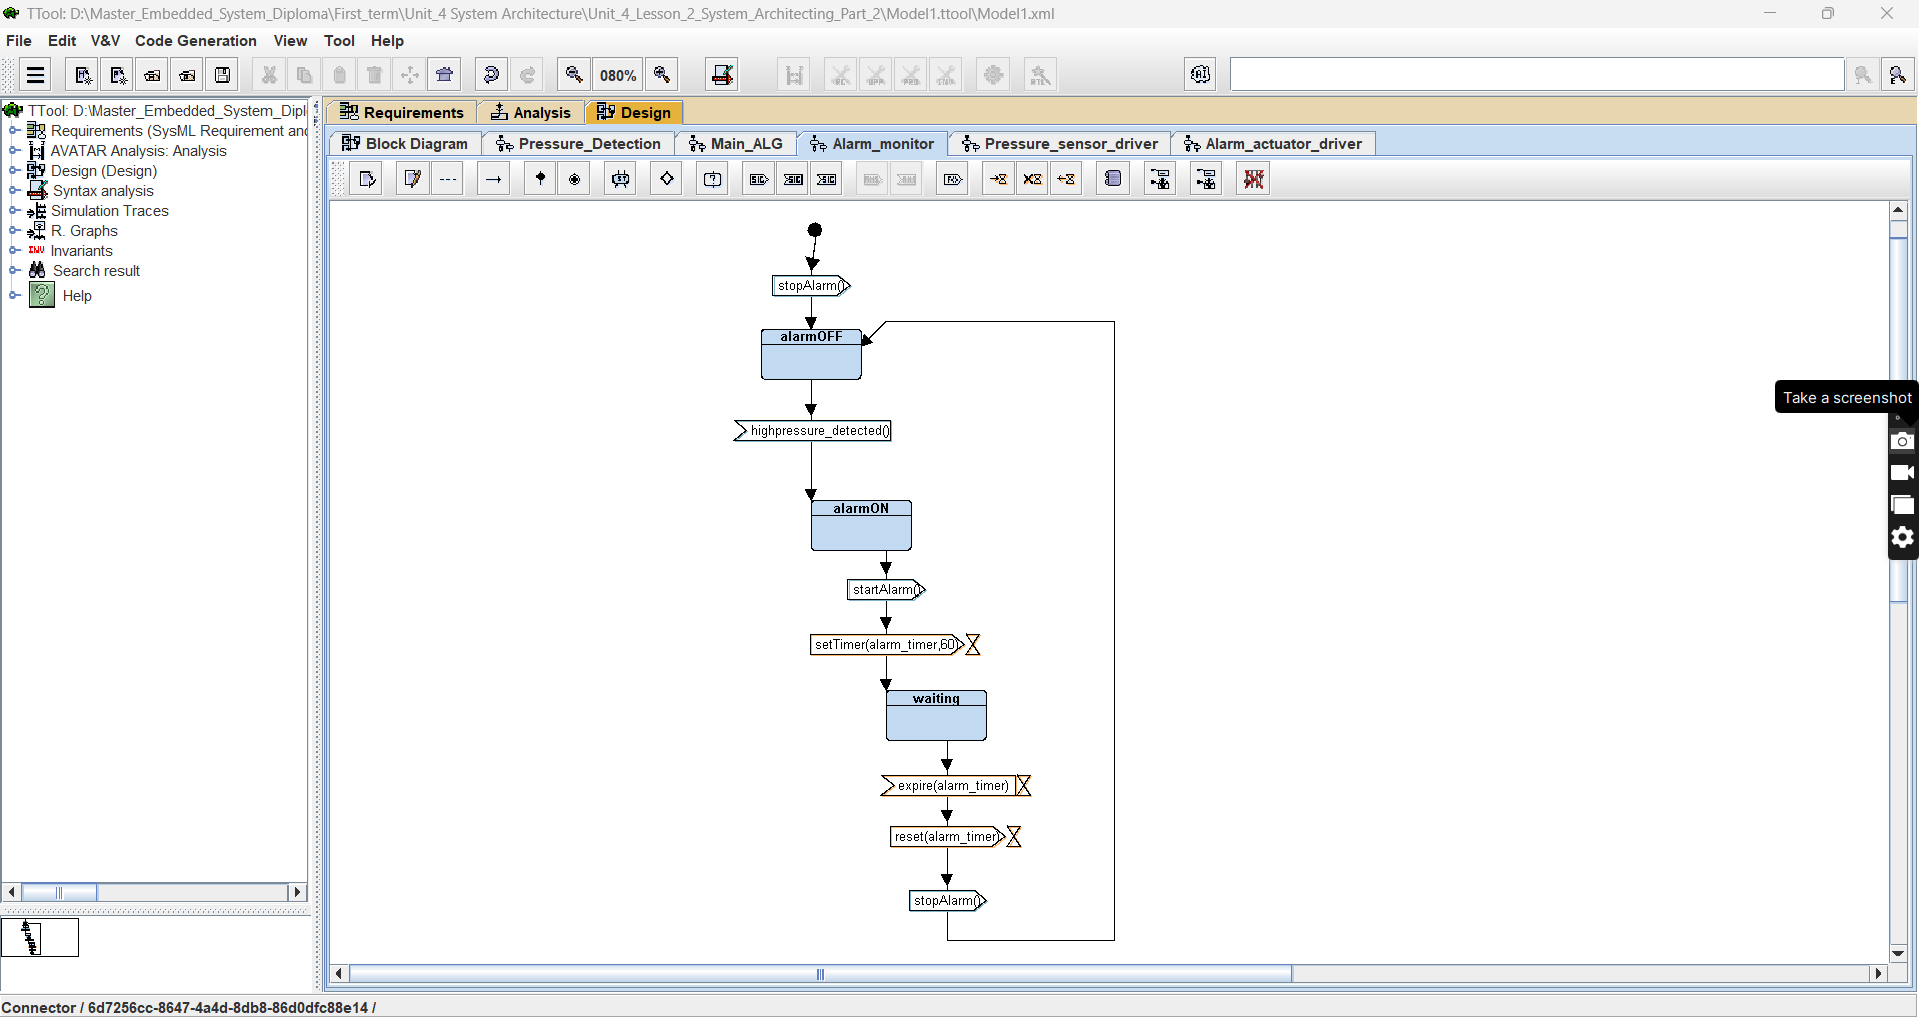 TTool: D:\Master_Embedded_System_Diploma\First_term\Unit_4 System Architecture\Unit_4_Lesson_2_System_Architecting_Part_2\Model1.ttool\Model1.xml
File Edit V&V Code Generation View Tool Help
080%
AI
TTool: D:\Master_Embedded_System_Dipl
Requirements (SysML Requirement and
AVATAR Analysis: Analysis
Design (Design)
Syntax analysis
Simulation Traces
R. Graphs
Invariants
Search result
Help
Requirements Analysis Design
Block Diagram Pressure_Detection Main_ALG Alarm_monitor Pressure_sensor_driver Alarm_actuator_driver
stopAlarm()
alarmOFF
highpressure_detected()
alarmON
startAlarm()
setTimer(alarm_timer,60)
waiting
expire(alarm_timer)
reset(alarm_timer)
stopAlarm()
Take a screenshot
Connector / 6d7256cc-8647-4a4d-8db8-86d0dfc88e14 /